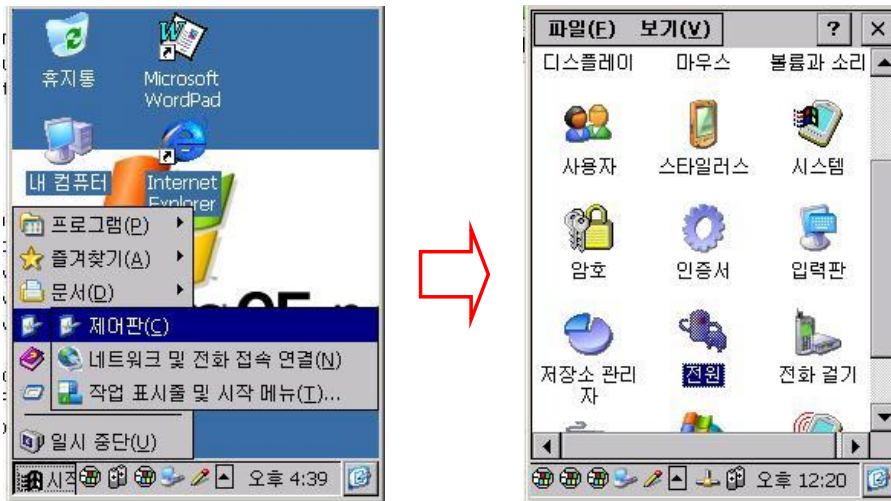 휴지통
Microsoft
WordPad
내 컴퓨터
Internet
Explorer
프로그램(P)
즐겨찾기(A)
문서(D)
제어판(C)
네트워크 및 전화 접속 연결(N)
작업 표시줄 및 시작 메뉴(T)...
일시 중단(U)
시작
오후 4:39
파일(F) 보기(V) ? ×
디스플레이 마우스 볼륨과 소리
사용자 스타일러스 시스템
암호 인증서 입력판
저장소 관리
자
전원 전화 걸기
오후 12:20